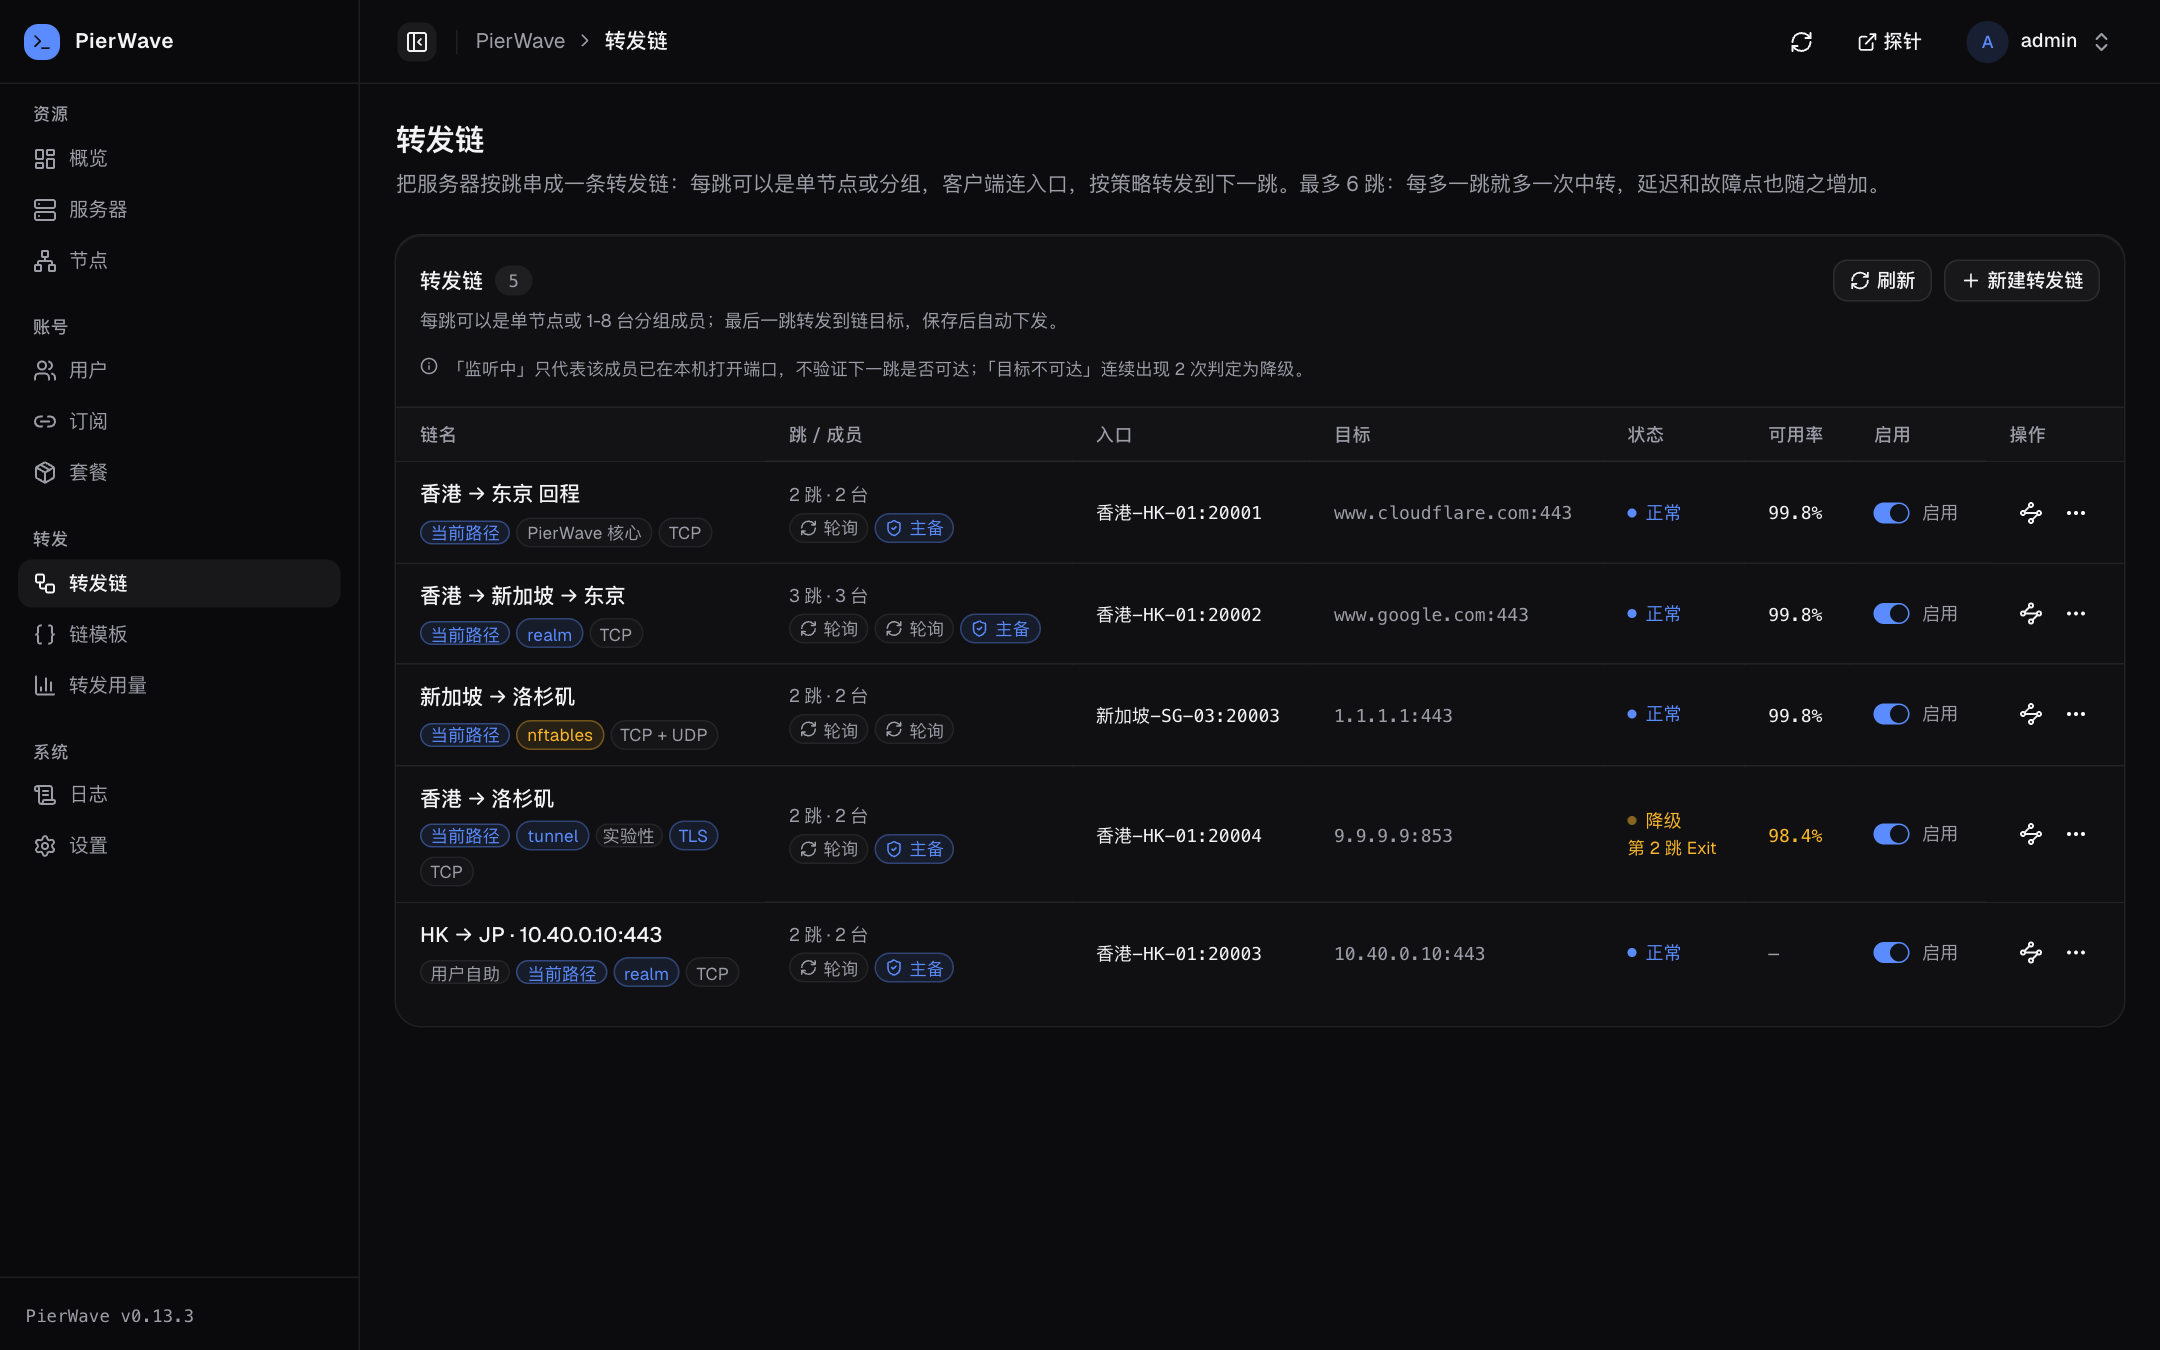 PierWave
资源
概览
服务器
节点
账号
用户
订阅
套餐
转发
转发链
链模板
转发用量
系统
日志
设置
PierWave v0.13.3
PierWave > 转发链
探针
A admin
转发链
把服务器按跳串成一条转发链：每跳可以是单节点或分组，客户端连入口，按策略转发到下一跳。最多 6 跳：每多一跳就多一次中转，延迟和故障点也随之增加。
转发链 5
刷新
+ 新建转发链
每跳可以是单节点或 1-8 台分组成员；最后一跳转发到链目标，保存后自动下发。
「监听中」只代表该成员已在本机打开端口，不验证下一跳是否可达；「目标不可达」连续出现 2 次判定为降级。
链名 跳 / 成员 入口 目标 状态 可用率 启用 操作
香港 → 东京 回程
当前路径 PierWave 核心 TCP
2 跳 · 2 台
轮询 主备
香港-HK-01:20001
www.cloudflare.com:443
正常
99.8%
启用
香港 → 新加坡 → 东京
当前路径 realm TCP
3 跳 · 3 台
轮询 轮询 主备
香港-HK-01:20002
www.google.com:443
正常
99.8%
启用
新加坡 → 洛杉矶
当前路径 nftables TCP + UDP
2 跳 · 2 台
轮询 轮询
新加坡-SG-03:20003
1.1.1.1:443
正常
99.8%
启用
香港 → 洛杉矶
当前路径 tunnel 实验性 TLS
TCP
2 跳 · 2 台
轮询 主备
香港-HK-01:20004
9.9.9.9:853
降级
第 2 跳 Exit
98.4%
启用
HK → JP · 10.40.0.10:443
用户自助 当前路径 realm TCP
2 跳 · 2 台
轮询 主备
香港-HK-01:20003
10.40.0.10:443
正常
—
启用